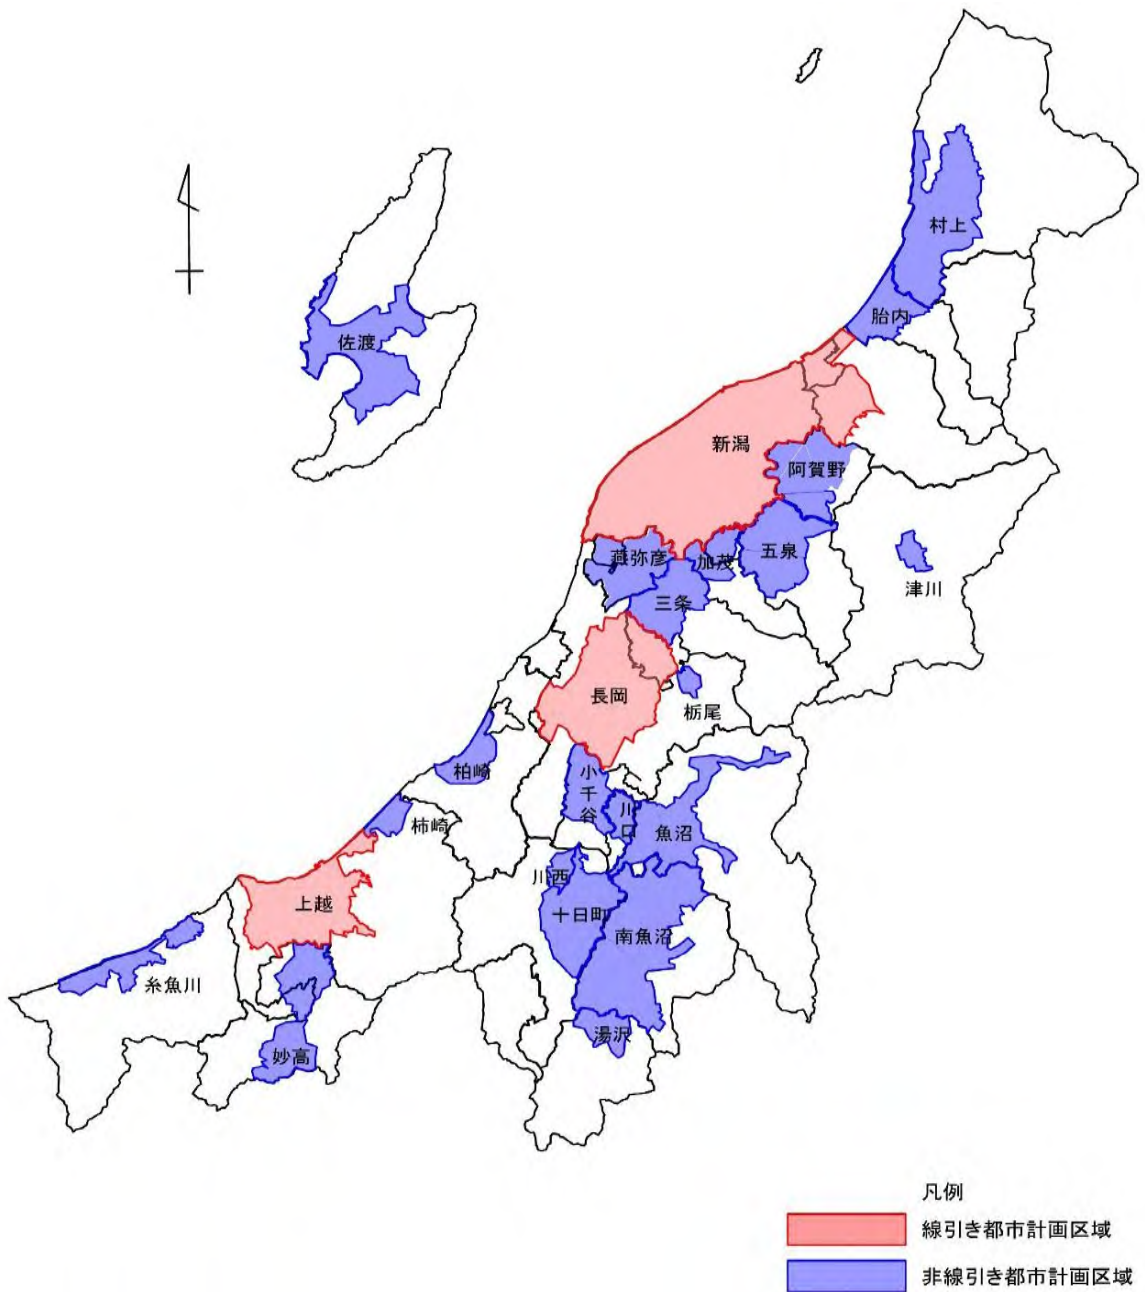 村上
胎内
佐渡
新潟
阿賀野
燕弥彦
加茂
五泉
津川
三条
長岡
栃尾
柏崎
小千谷
川口
魚沼
柿崎
川西
十日町
上越
南魚沼
糸魚川
湯沢
妙高
凡例
線引き都市計画区域
非線引き都市計画区域